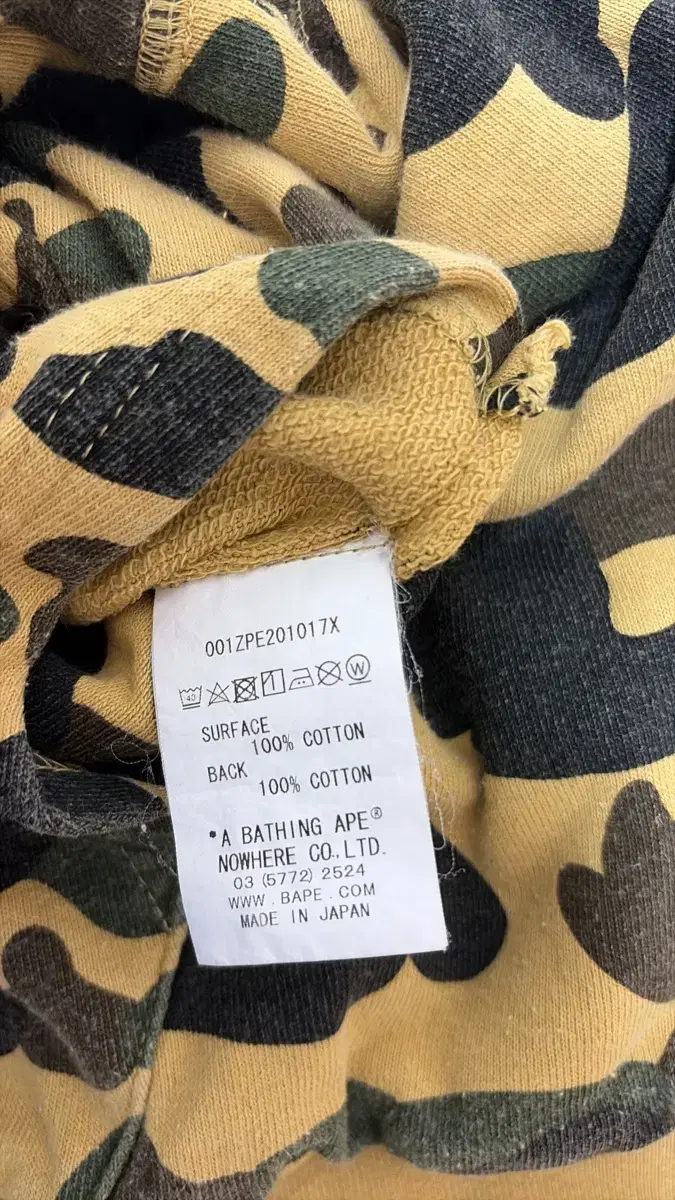 001ZPE201017X
40 W
SURFACE
100% COTTON
BACK
100% COTTON
•A BATHING APE®
NOWHERE CO.,LTD.
03 (5772) 2524
WWW.BAPE.COM
MADE IN JAPAN